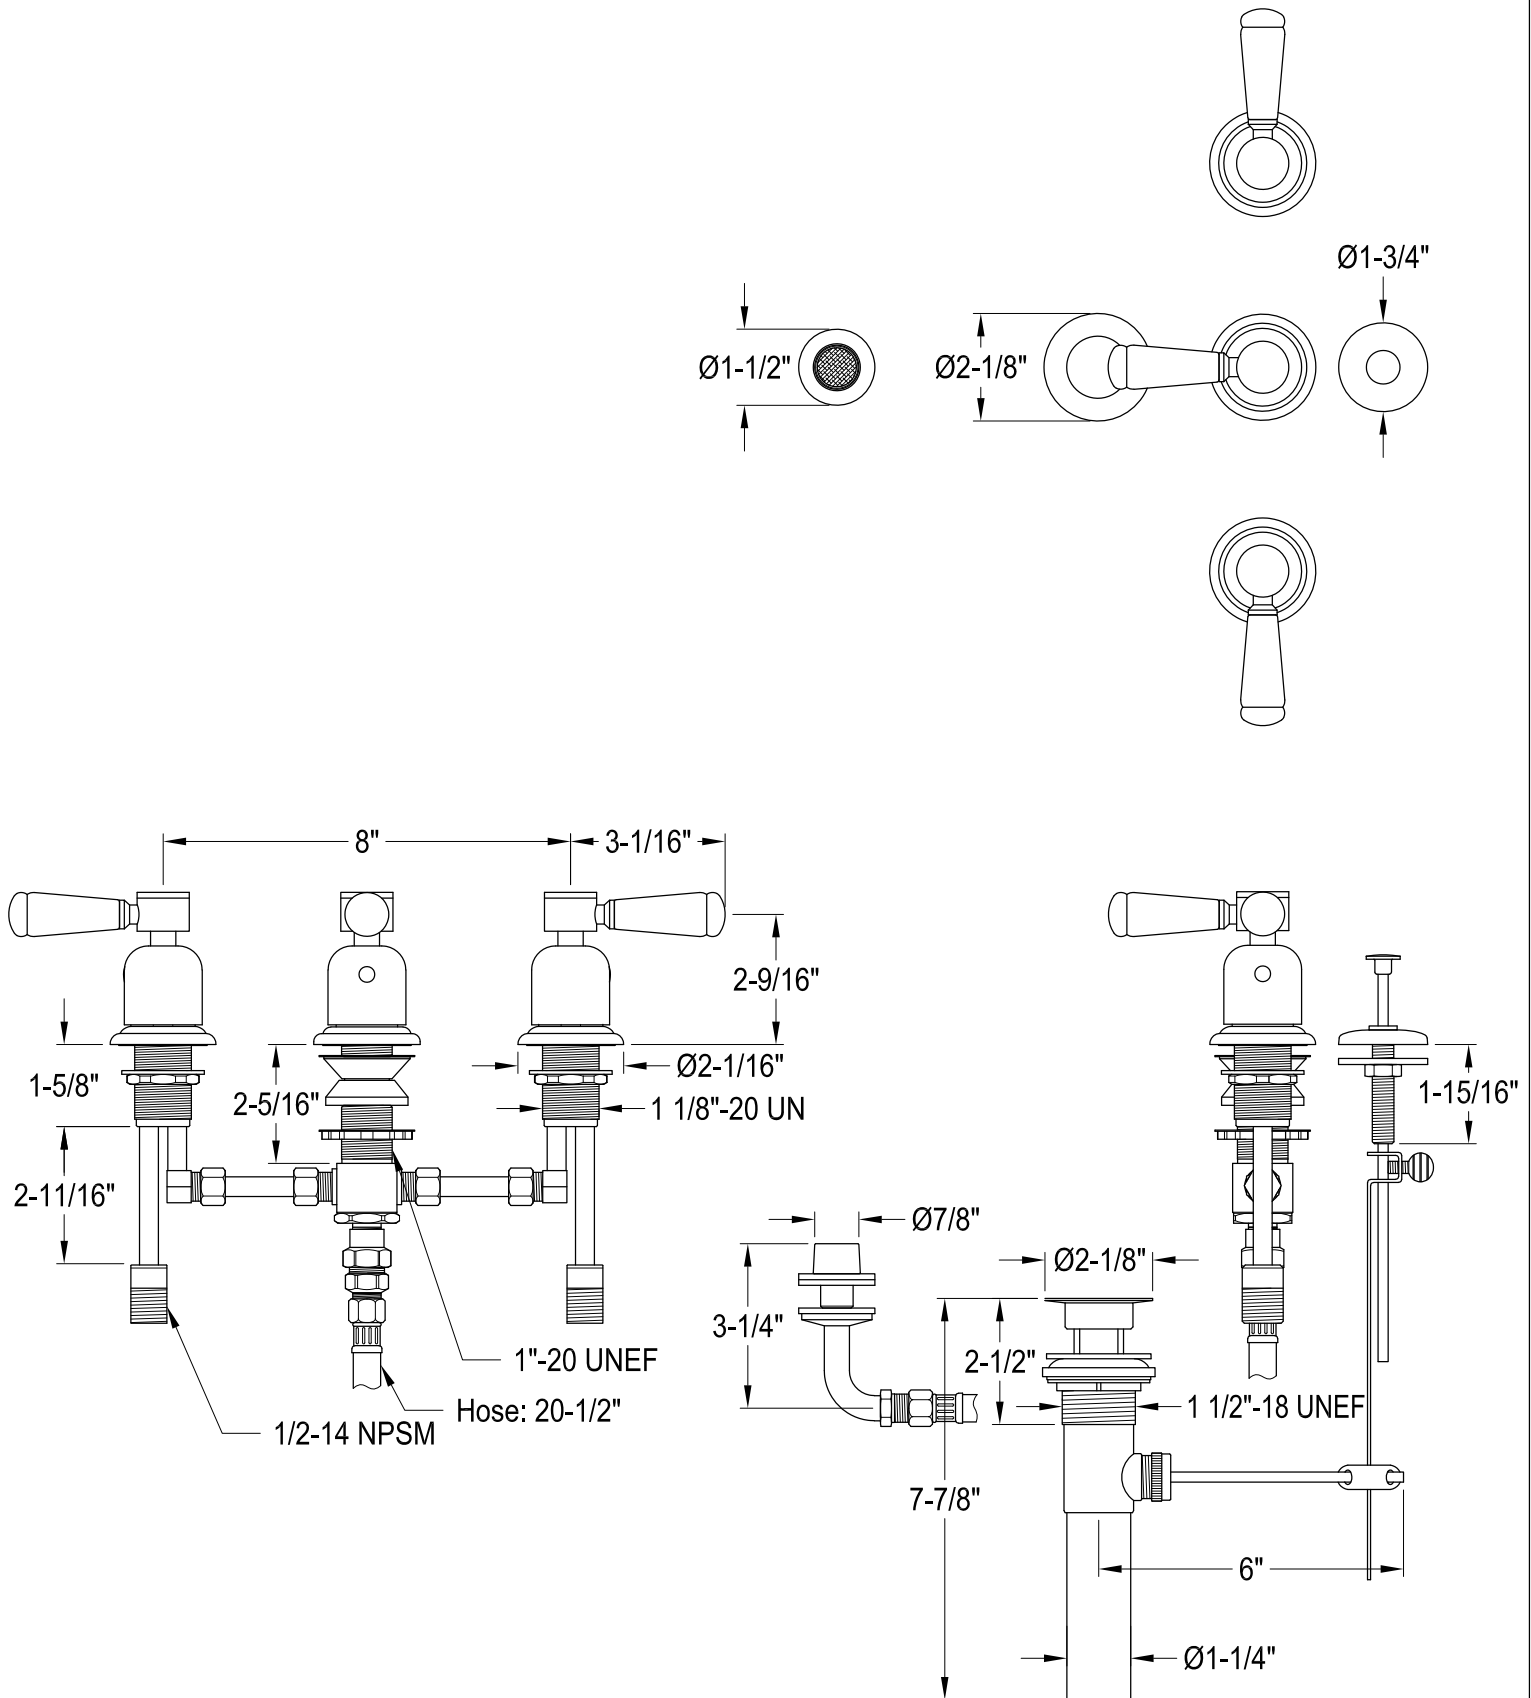 Ø1-3/4"
Ø1-1/2"
Ø2-1/8"
8"
3-1/16"
2-9/16"
1-5/8"
2-5/16"
Ø2-1/16"
1 1/8"-20 UN
1-15/16"
2-11/16"
Ø7/8"
Ø2-1/8"
3-1/4"
2-1/2"
1"-20 UNEF
Hose: 20-1/2"
1 1/2"-18 UNEF
1/2-14 NPSM
7-7/8"
6"
Ø1-1/4"